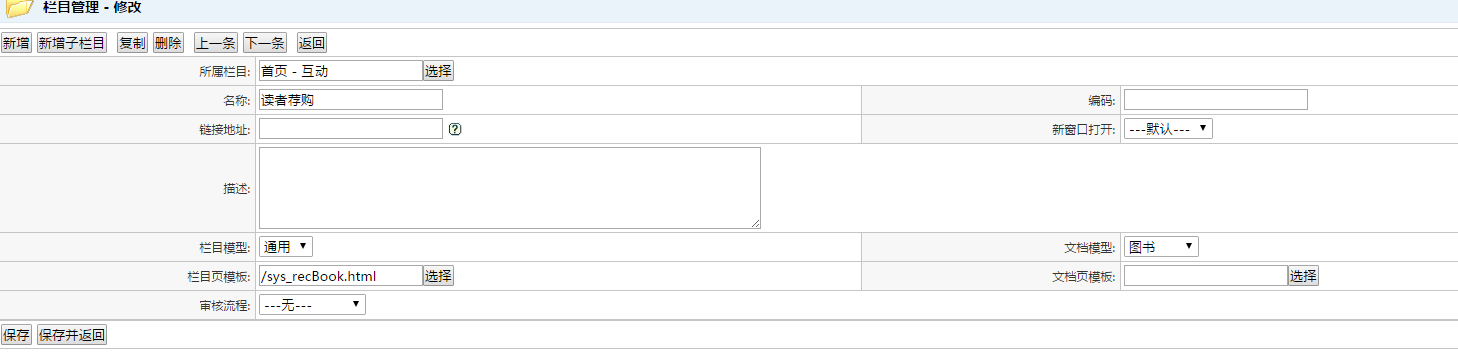 栏目管理 - 修改
新增 新增子栏目 复制 删除 上一条 下一条 返回
所属栏目: 首页 - 互动 选择
名称: 读者荐购 编码:
链接地址: ? 新窗口打开: ---默认---
描述:
栏目模型: 通用 文档模型: 图书
栏目页模板: /sys_recBook.html 选择 文档页模板: 选择
审核流程: ---无---
保存 保存并返回